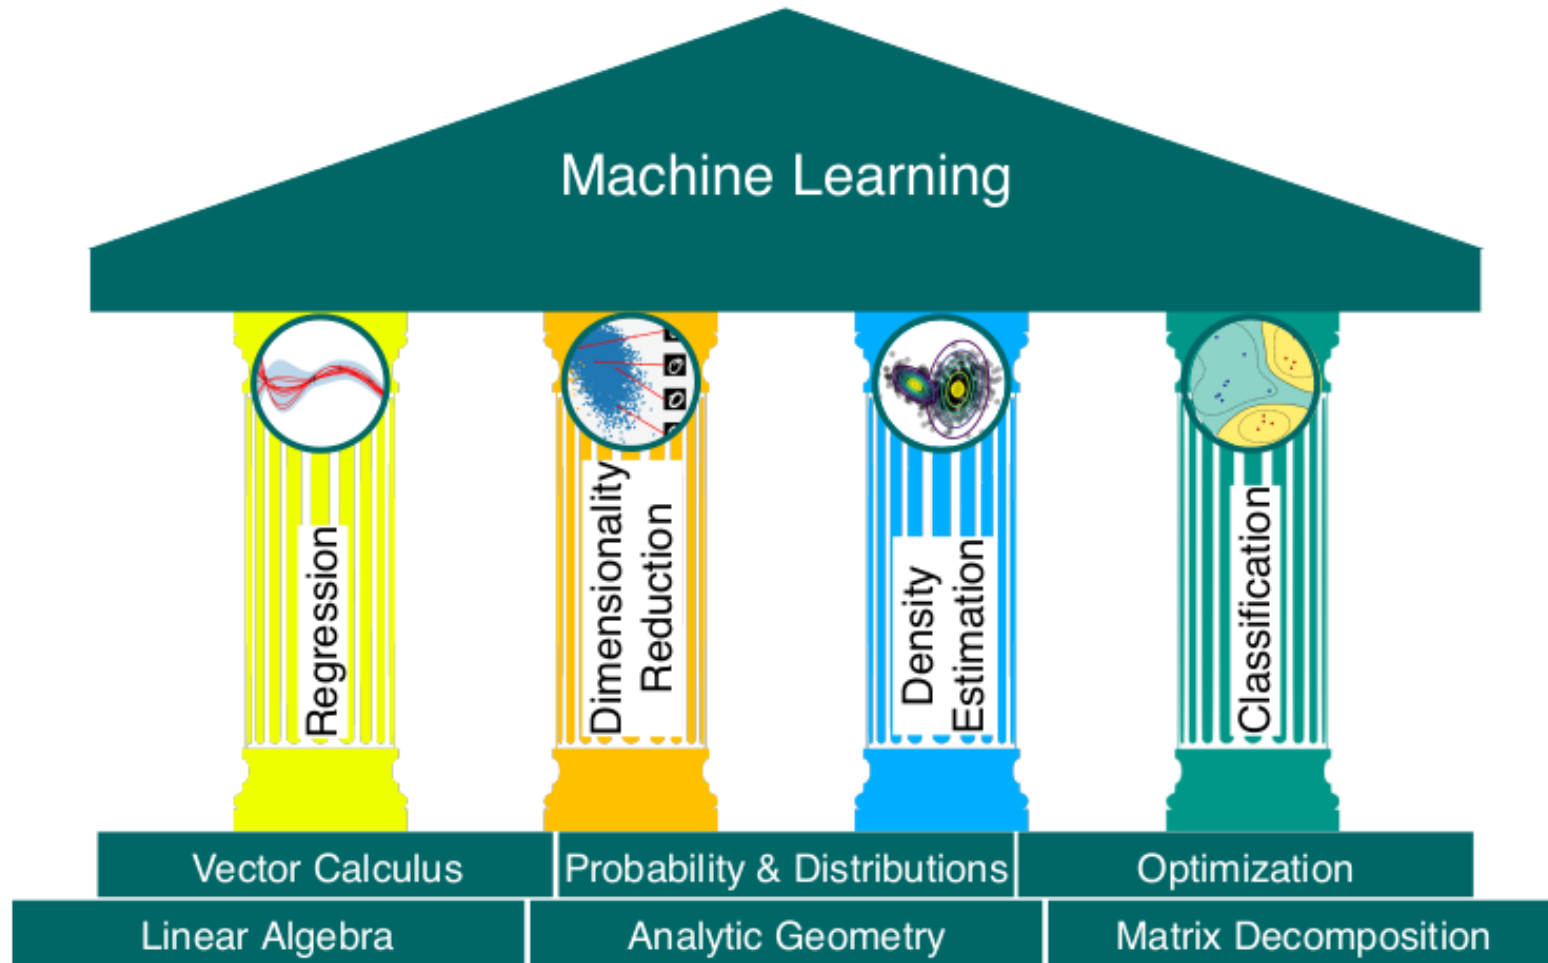 Machine Learning
Regression
Dimensionality
Reduction
Density
Estimation
Classification
Vector Calculus
Probability & Distributions
Optimization
Linear Algebra
Analytic Geometry
Matrix Decomposition